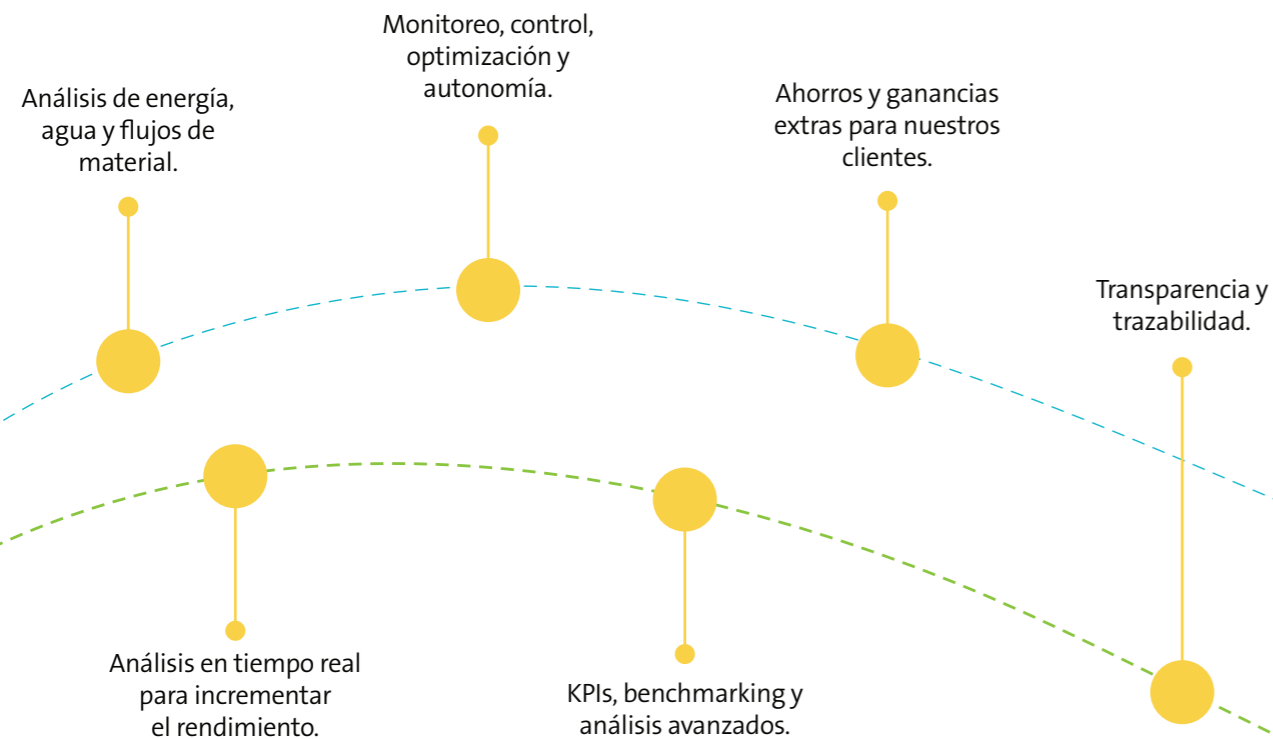 Monitoreo, control,
optimización y
autonomía.
Análisis de energía,
agua y flujos de
material.
Ahorros y ganancias
extras para nuestros
clientes.
Transparencia y
trazabilidad.
Análisis en tiempo real
para incrementar
el rendimiento.
KPIs, benchmarking y
análisis avanzados.